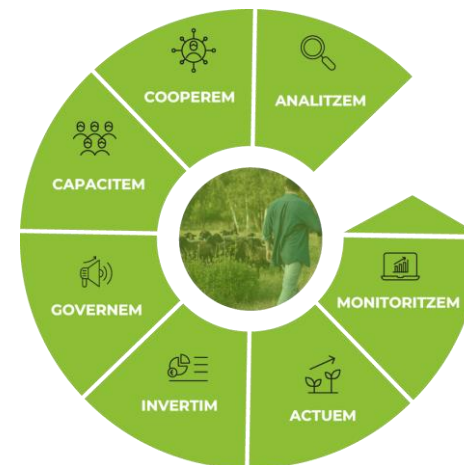 COOPEREM
ANALITZEM
CAPACITEM
GOVERNEM
MONITORITZEM
INVERTIM
ACTUEM